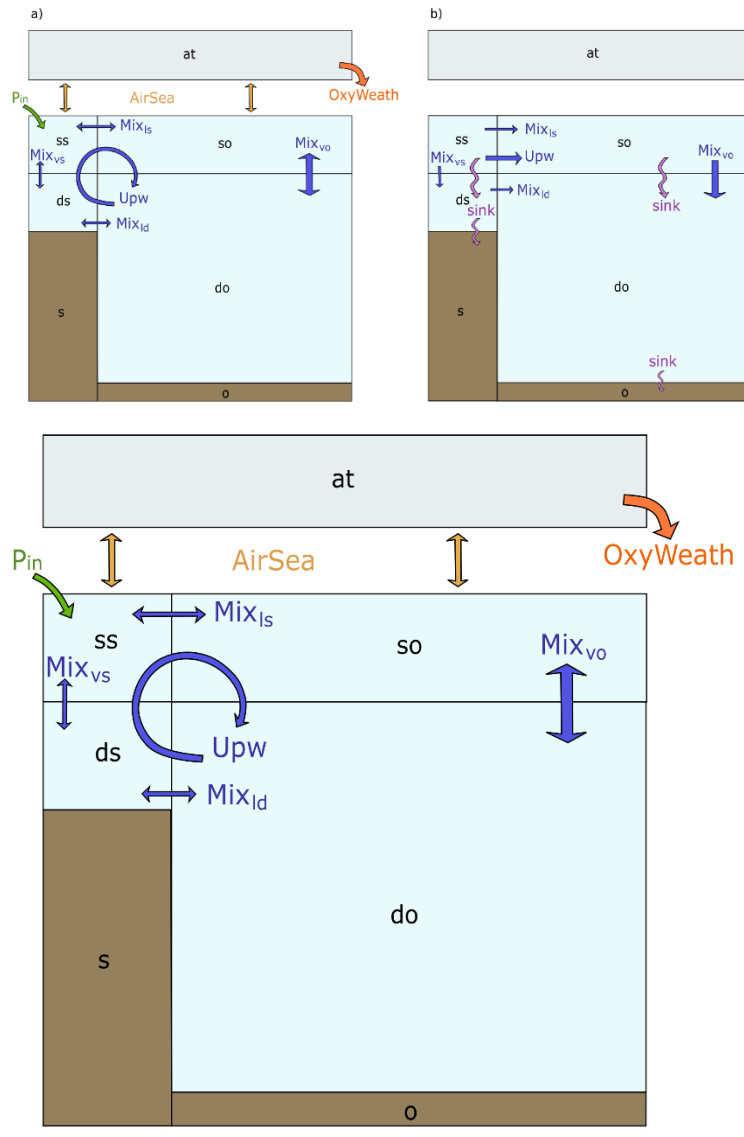 a)
at
OxyWeath
AirSea
Pin
Mixls
ss
so
Mixvs
Mixvo
ds
Upw
Mixld
do
s
o
b)
at
ss
Mixls
so
Mixvs
Upw
Mixvo
ds
Mixld
sink
sink
do
s
sink
o
at
OxyWeath
AirSea
Pin
Mixls
ss
so
Mixvs
Mixvo
ds
Upw
Mixld
do
s
o